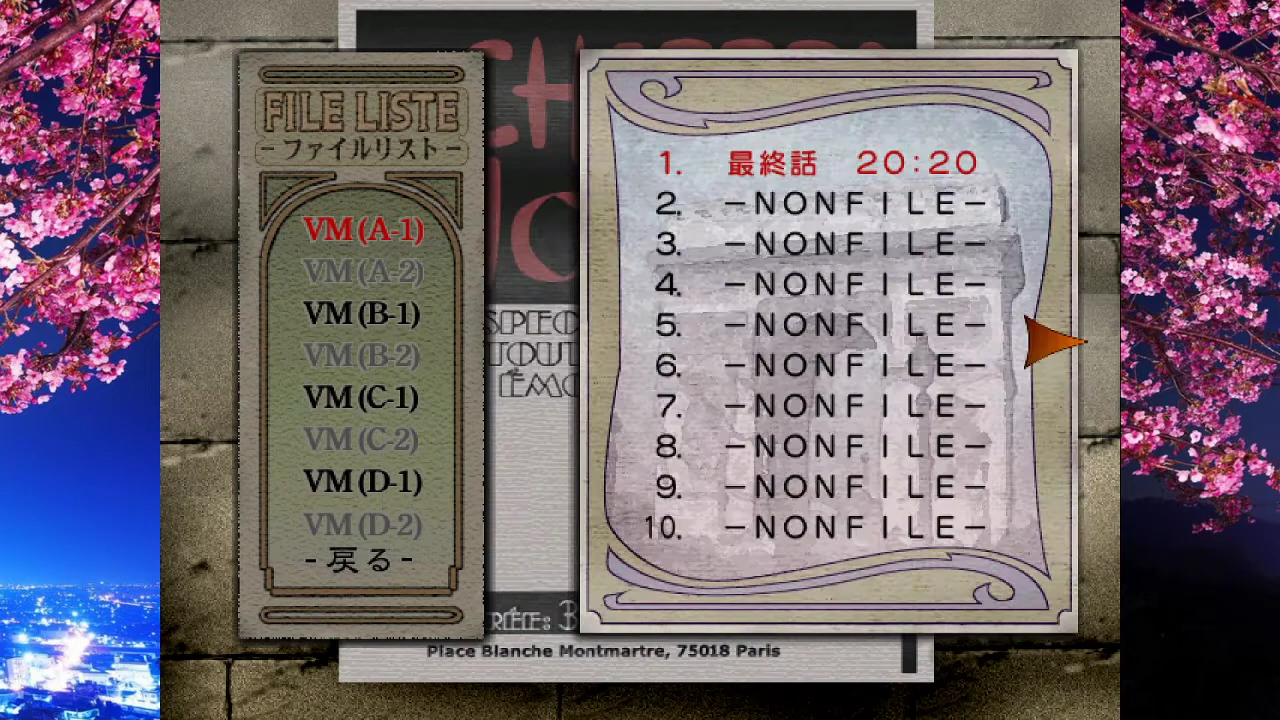 FILE LISTE
-ファイルリスト-
VM(A-1)
VM(A-2)
VM(B-1)
VM(B-2)
VM(C-1)
VM(C-2)
VM(D-1)
VM(D-2)
-戻る-
1. 最終話 20:20
2. -NONFILE-
3. -NONFILE-
4. -NONFILE-
5. -NONFILE-
6. -NONFILE-
7. -NONFILE-
8. -NONFILE-
9. -NONFILE-
10. -NONFILE-
Place Blanche Montmartre, 75018 Paris